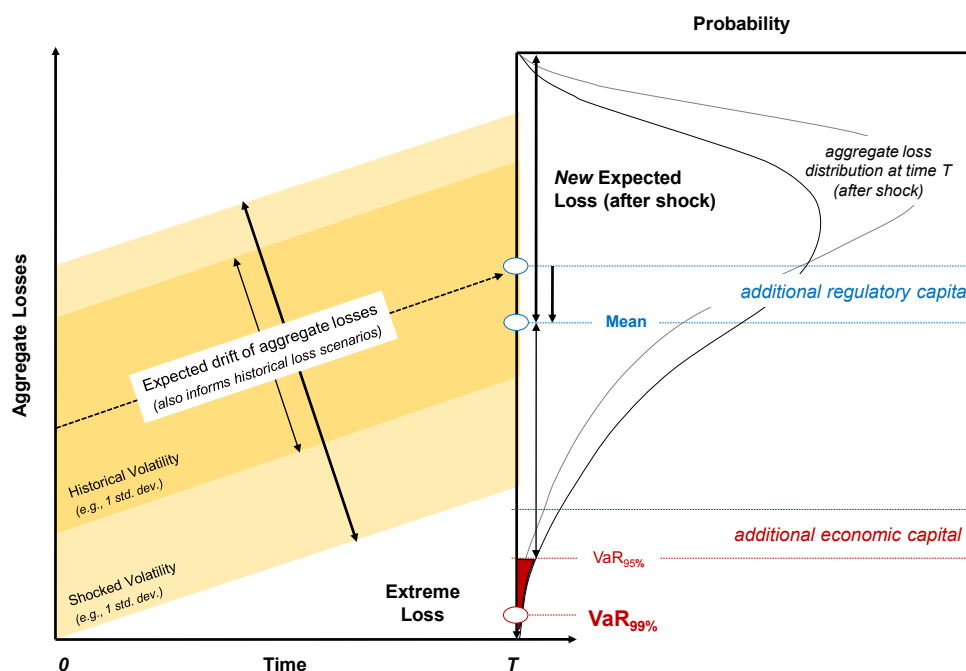 Probability
aggregate loss
distribution at time T
(after shock)
New Expected
Loss (after shock)
Aggregate Losses
additional regulatory capital
Mean
Expected drift of aggregate losses
(also informs historical loss scenarios)
Historical Volatility
(e.g., 1 std. dev.)
additional economic capital
VaR95%
Shocked Volatility
(e.g., 1 std. dev.)
Extreme
Loss
VaR99%
0
Time
T